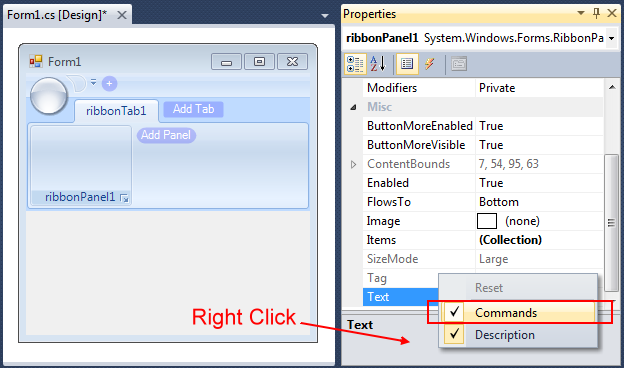 Form1.cs [Design]*
Form1
ribbonTab1
Add Tab
Add Panel
ribbonPanel1
Right Click
Properties
ribbonPanel1 System.Windows.Forms.RibbonPa
Modifiers Private
Misc
ButtonMoreEnabled True
ButtonMoreVisible True
ContentBounds 7, 54, 95, 63
Enabled True
FlowsTo Bottom
Image (none)
Items (Collection)
SizeMode Large
Tag
Text
Reset
Commands
Description
Text